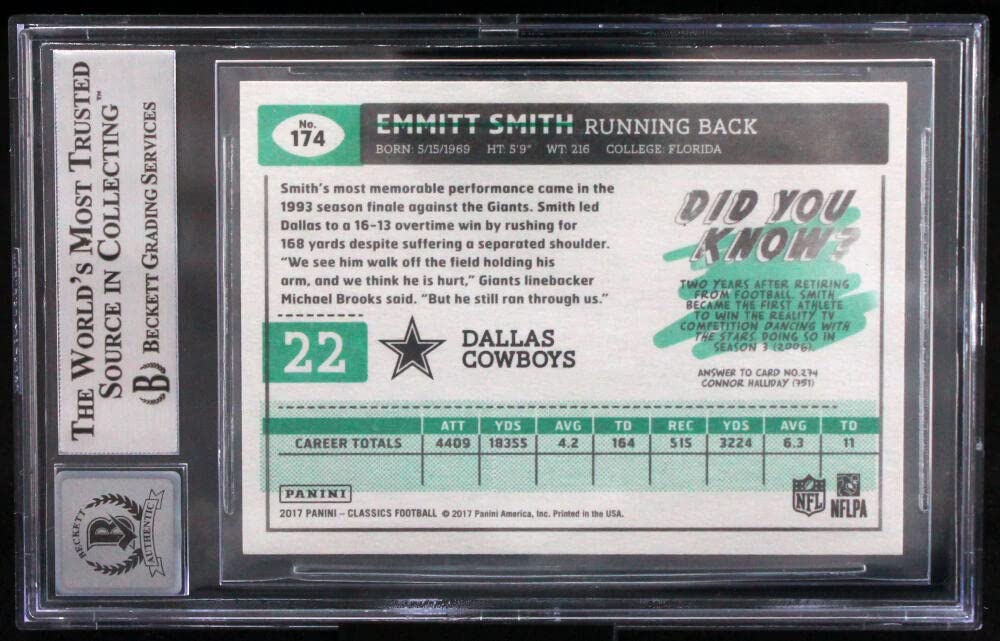 THE WORLD'S MOST TRUSTED
SOURCE IN COLLECTING™
BECKETT GRADING SERVICES
B
BECKETT
B
AUTHENTIC
No.
174
EMMITT SMITH RUNNING BACK
BORN: 5/15/1969 HT: 5'9" WT: 216 COLLEGE: FLORIDA
Smith's most memorable performance came in the
1993 season finale against the Giants. Smith led
Dallas to a 16-13 overtime win by rushing for
168 yards despite suffering a separated shoulder.
"We see him walk off the field holding his
arm, and we think he is hurt," Giants linebacker
Michael Brooks said. "But he still ran through us."
DID YOU
KNOW?
TWO YEARS AFTER RETIRING
FROM FOOTBALL, SMITH
BECAME THE FIRST ATHLETE
TO WIN THE REALITY TV
COMPETITION DANCING WITH
THE STARS, DOING SO IN
SEASON 3 (2006).
ANSWER TO CARD NO.274
CONNOR HALLIDAY (751)
22
DALLAS
COWBOYS
ATT YDS AVG TD REC YDS AVG TD
CAREER TOTALS 4409 18355 4.2 164 515 3224 6.3 11
PANINI
2017 PANINI – CLASSICS FOOTBALL © 2017 Panini America, Inc. Printed in the USA.
NFL
NFLPA